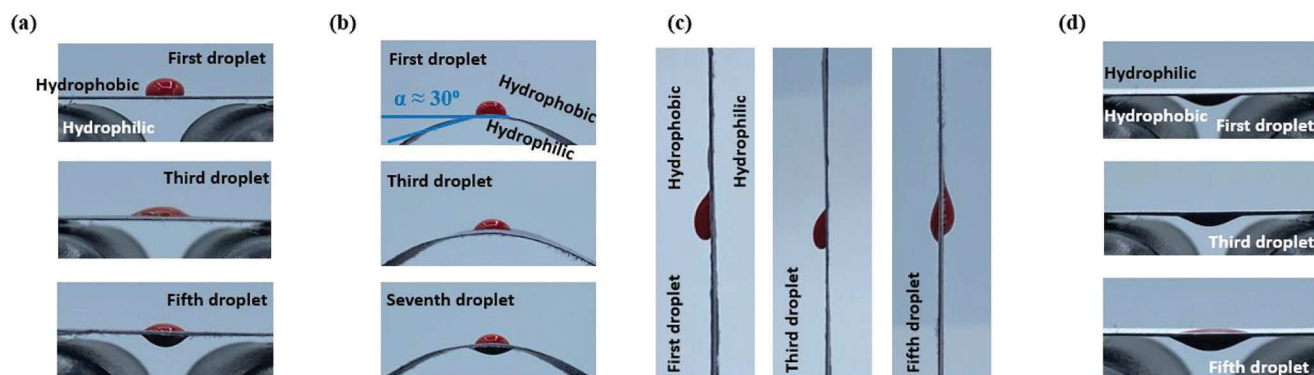 (a)
First droplet
Hydrophobic
Hydrophilic
Third droplet
Fifth droplet
(b)
First droplet
Hydrophobic
α ≈ 30º
Hydrophilic
Third droplet
Seventh droplet
(c)
Hydrophobic
Hydrophilic
First droplet
Third droplet
Fifth droplet
(d)
Hydrophilic
Hydrophobic
First droplet
Third droplet
Fifth droplet